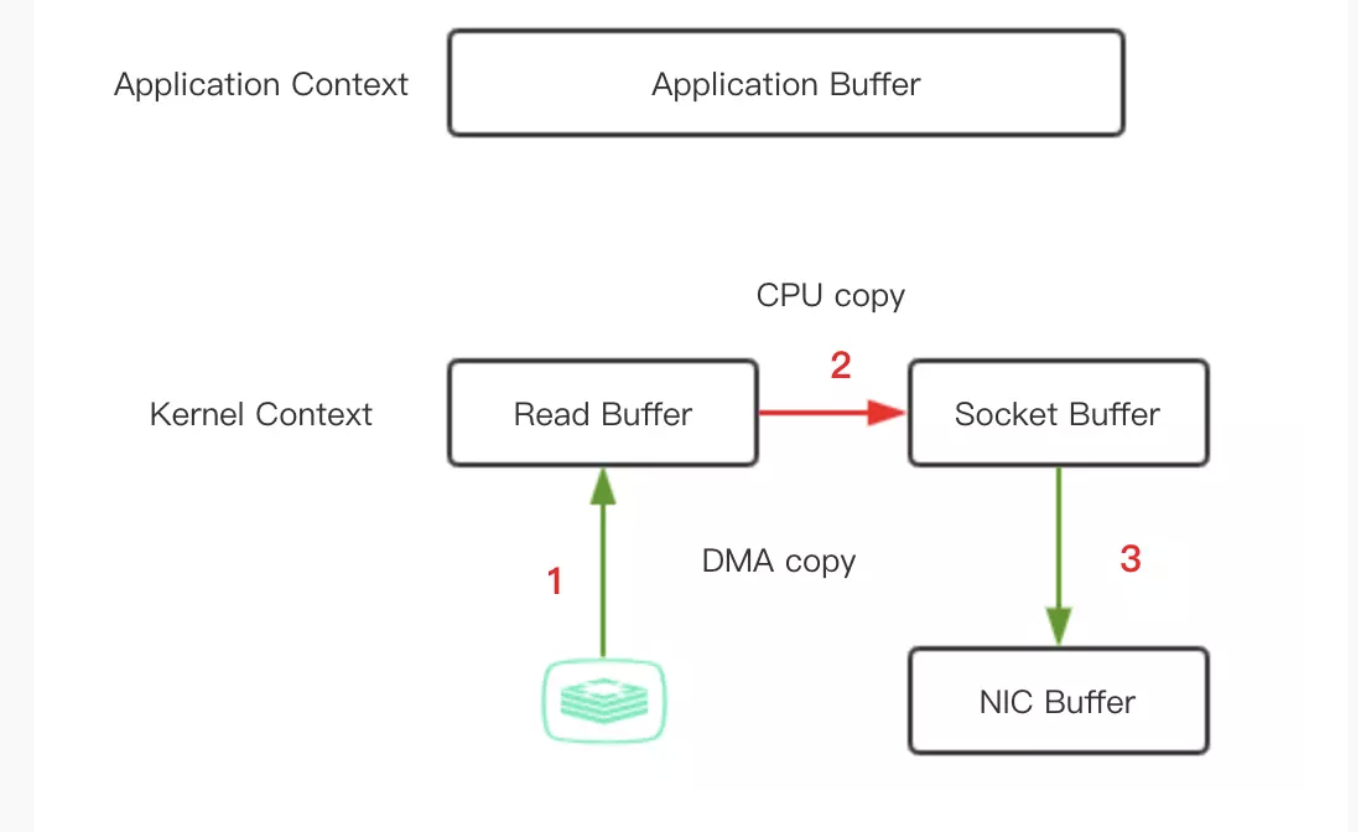 Application Context
Application Buffer
CPU copy
2
Kernel Context
Read Buffer
Socket Buffer
1
DMA copy
3
NIC Buffer